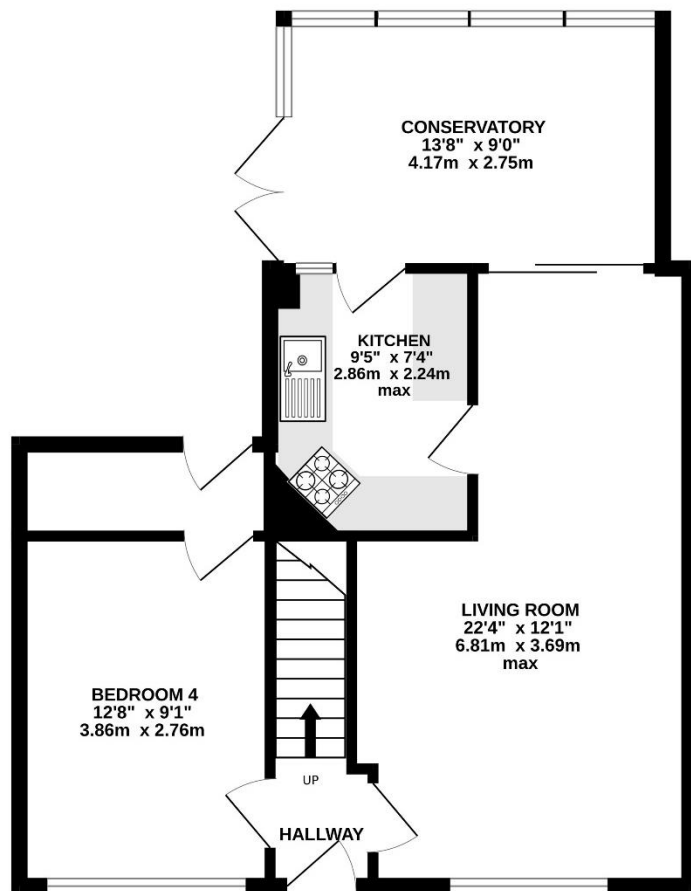 CONSERVATORY
13'8" x 9'0"
4.17m x 2.75m
KITCHEN
9'5" x 7'4"
2.86m x 2.24m
max
LIVING ROOM
22'4" x 12'1"
6.81m x 3.69m
max
BEDROOM 4
12'8" x 9'1"
3.86m x 2.76m
UP
HALLWAY